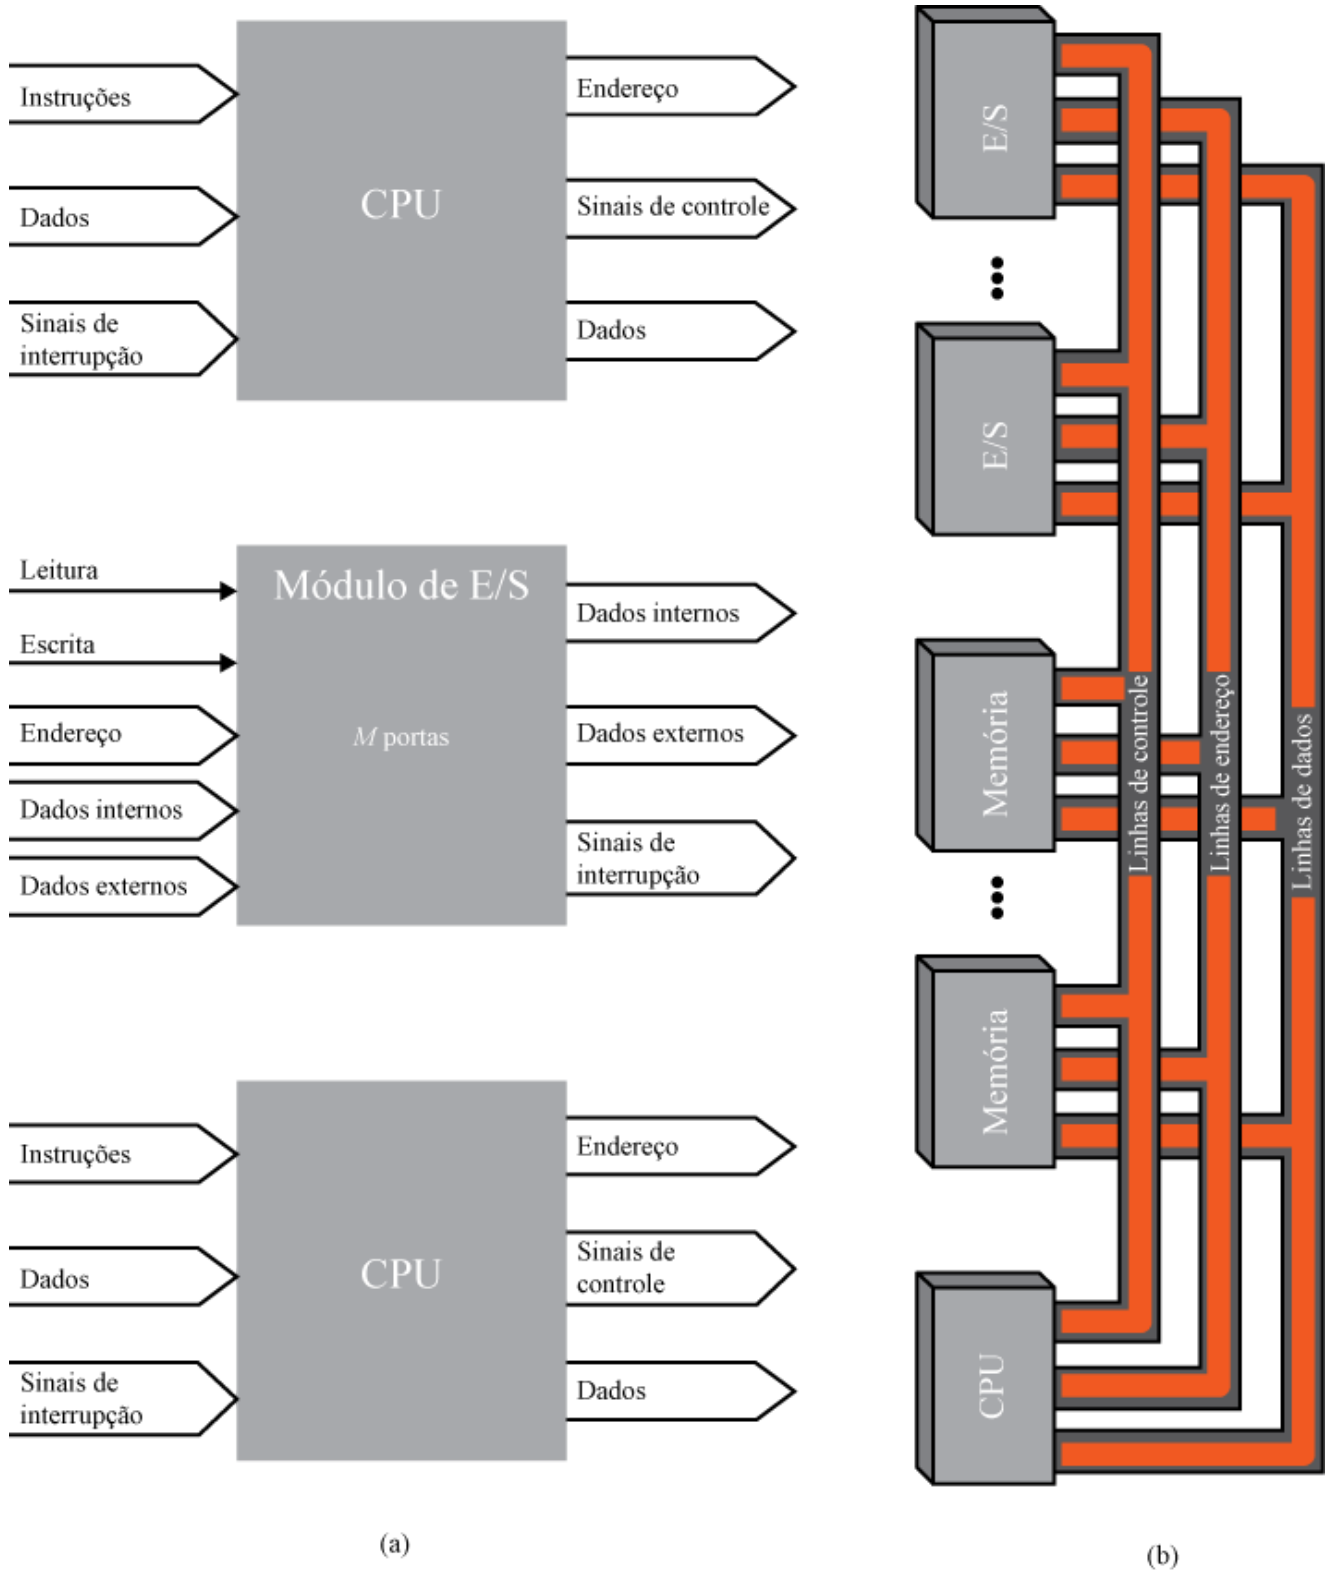 Instruções
Dados
Sinais de
interrupção
CPU
Endereço
Sinais de controle
Dados
Leitura
Escrita
Endereço
Dados internos
Dados externos
Módulo de E/S
M portas
Dados internos
Dados externos
Sinais de
interrupção
Instruções
Dados
Sinais de
interrupção
CPU
Endereço
Sinais de
controle
Dados
(a)
E/S
E/S
Memória
Memória
CPU
Linhas de controle
Linhas de endereço
Linhas de dados
(b)